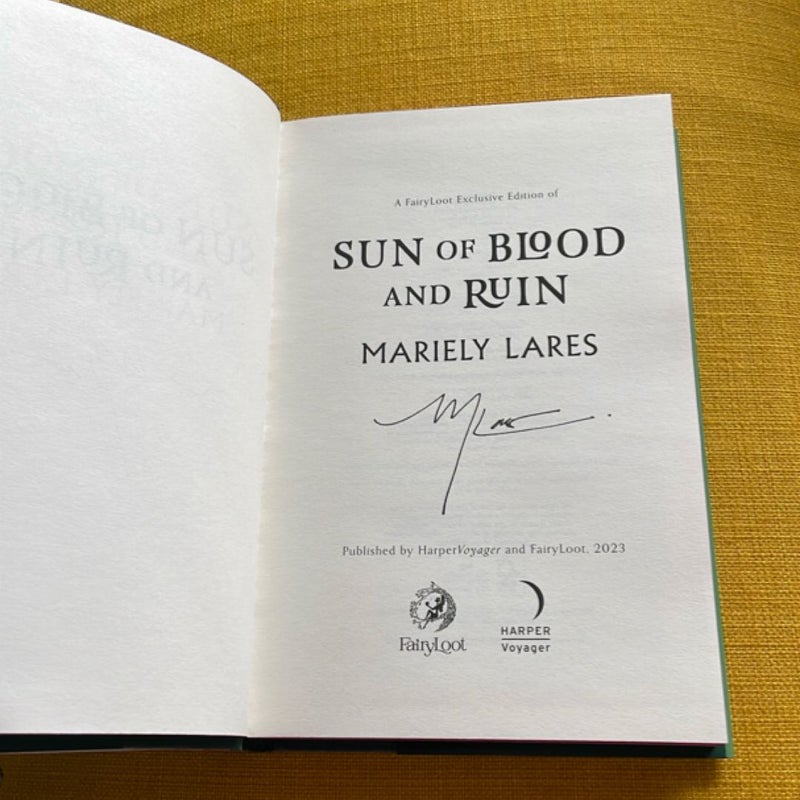 A FairyLoot Exclusive Edition of
SUN OF BLOOD
AND RUIN
MARIELY LARES
Published by HarperVoyager and FairyLoot, 2023
FairyLoot
HARPER
Voyager